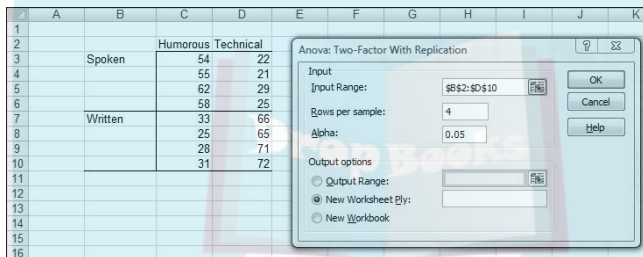 A B C D E F G H I J K
1
2 Humorous Technical
3 Spoken 54 22
4 55 21
5 62 29
6 58 25
7 Written 33 66
8 25 65
9 28 71
10 31 72
11
12
13
14
15
16
Anova: Two-Factor With Replication
Input
Input Range: $B$2:$D$10
Rows per sample: 4
Alpha: 0.05
Output options
Output Range:
New Worksheet Ply:
New Workbook
OK
Cancel
Help
DropBooks